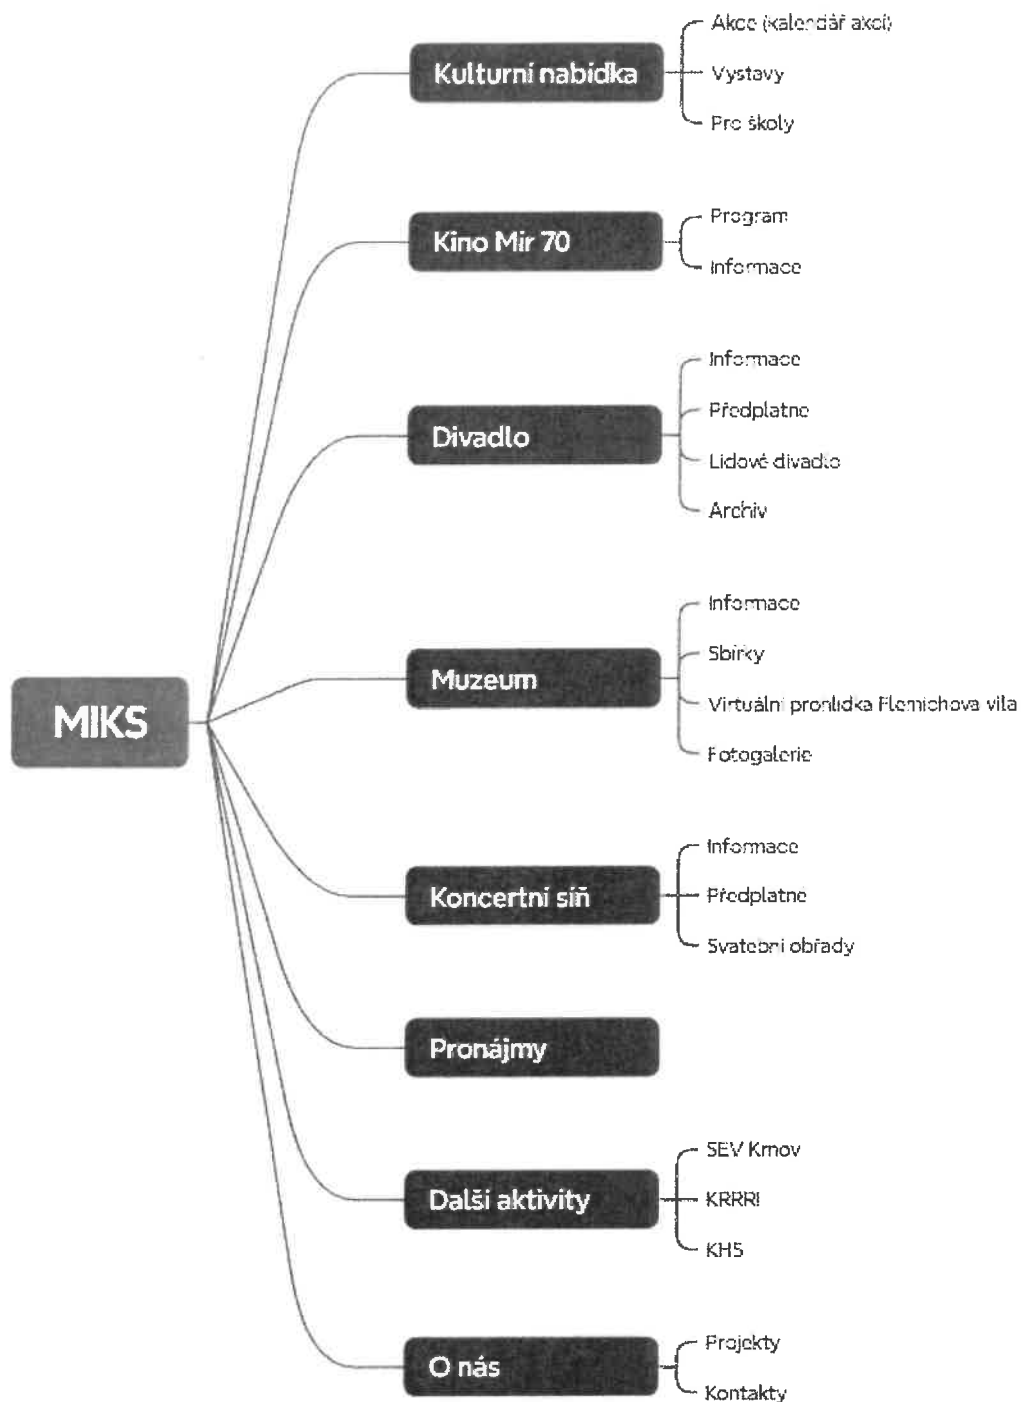 Akce (kalendář akcí)
Kulturní nabídka
Výstavy
Pro školy
Program
Kino Mír 70
Informace
Informace
Předplatné
Divadlo
Lidové divadlo
Archiv
Informace
Sbírky
Muzeum
Virtuální prohlídka Flemichova vila
Fotogalerie
MIKS
Informace
Koncertní síň
Předplatné
Svatební obřady
Pronájmy
SEV Krnov
Další aktivity
KRRR!
KHS
Projekty
O nás
Kontakty